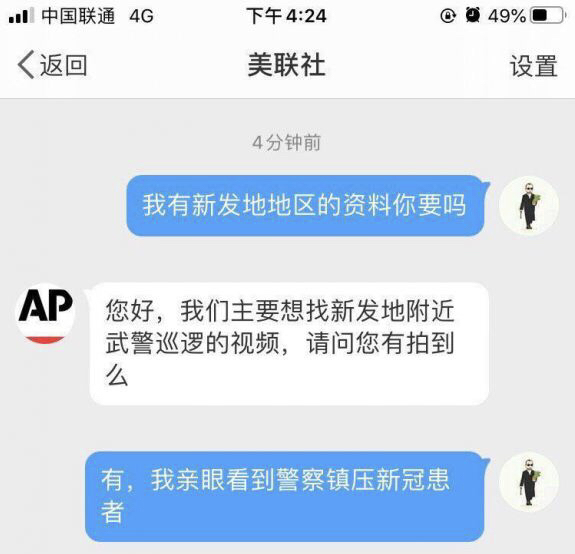 中国联通 4G 下午4:24 49%
返回 美联社 设置
4分钟前
我有新发地地区的资料你要吗
AP
您好，我们主要想找新发地附近
武警巡逻的视频，请问您有拍到
么
有，我亲眼看到警察镇压新冠患
者